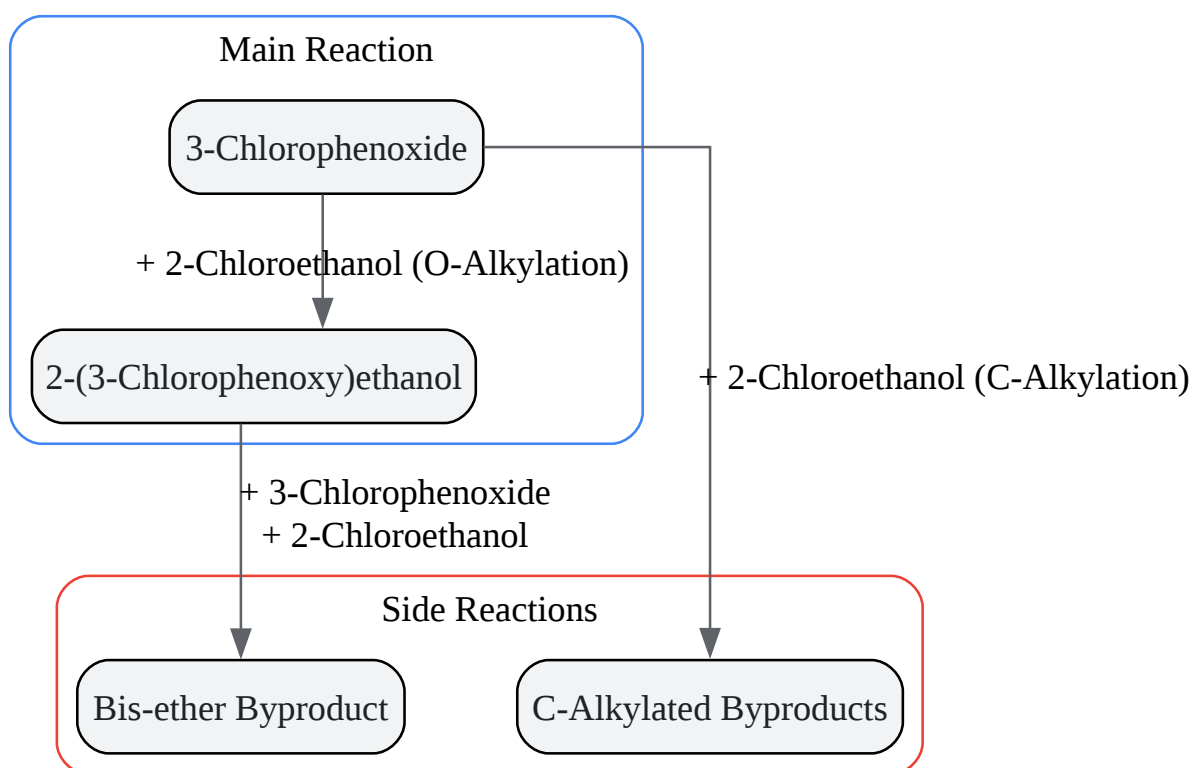 Main Reaction
3-Chlorophenoxide
+ 2-Chloroethanol (O-Alkylation)
2-(3-Chlorophenoxy)ethanol
+ 2-Chloroethanol (C-Alkylation)
+ 3-Chlorophenoxide
+ 2-Chloroethanol
Side Reactions
Bis-ether Byproduct
C-Alkylated Byproducts